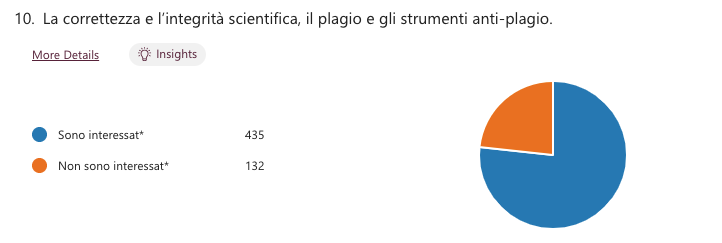 10. La correttezza e l’integrità scientifica, il plagio e gli strumenti anti-plagio.
More Details
Insights
Sono interessat* 435
Non sono interessat* 132